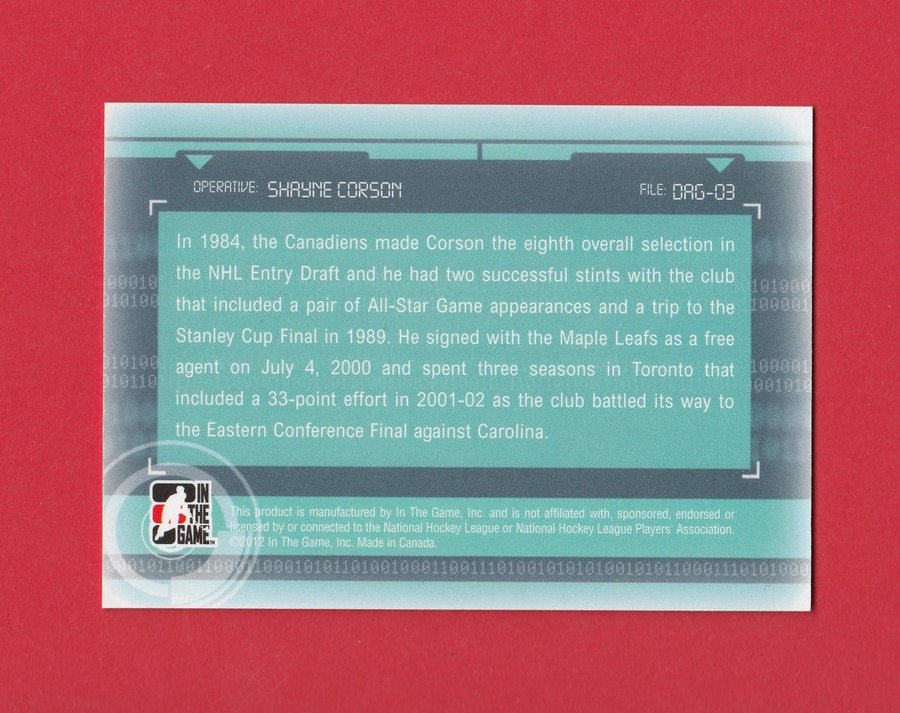 OPERATIVE: SHAYNE CORSON
FILE: DAG-03
In 1984, the Canadiens made Corson the eighth overall selection in
the NHL Entry Draft and he had two successful stints with the club
that included a pair of All-Star Game appearances and a trip to the
Stanley Cup Final in 1989. He signed with the Maple Leafs as a free
agent on July 4, 2000 and spent three seasons in Toronto that
included a 33-point effort in 2001-02 as the club battled its way to
the Eastern Conference Final against Carolina.
IN
THE
GAME
This product is manufactured by In The Game, Inc. and is not affiliated with, sponsored, endorsed or
licensed by or connected to the National Hockey League or National Hockey League Players' Association.
©2012 In The Game, Inc. Made in Canada.